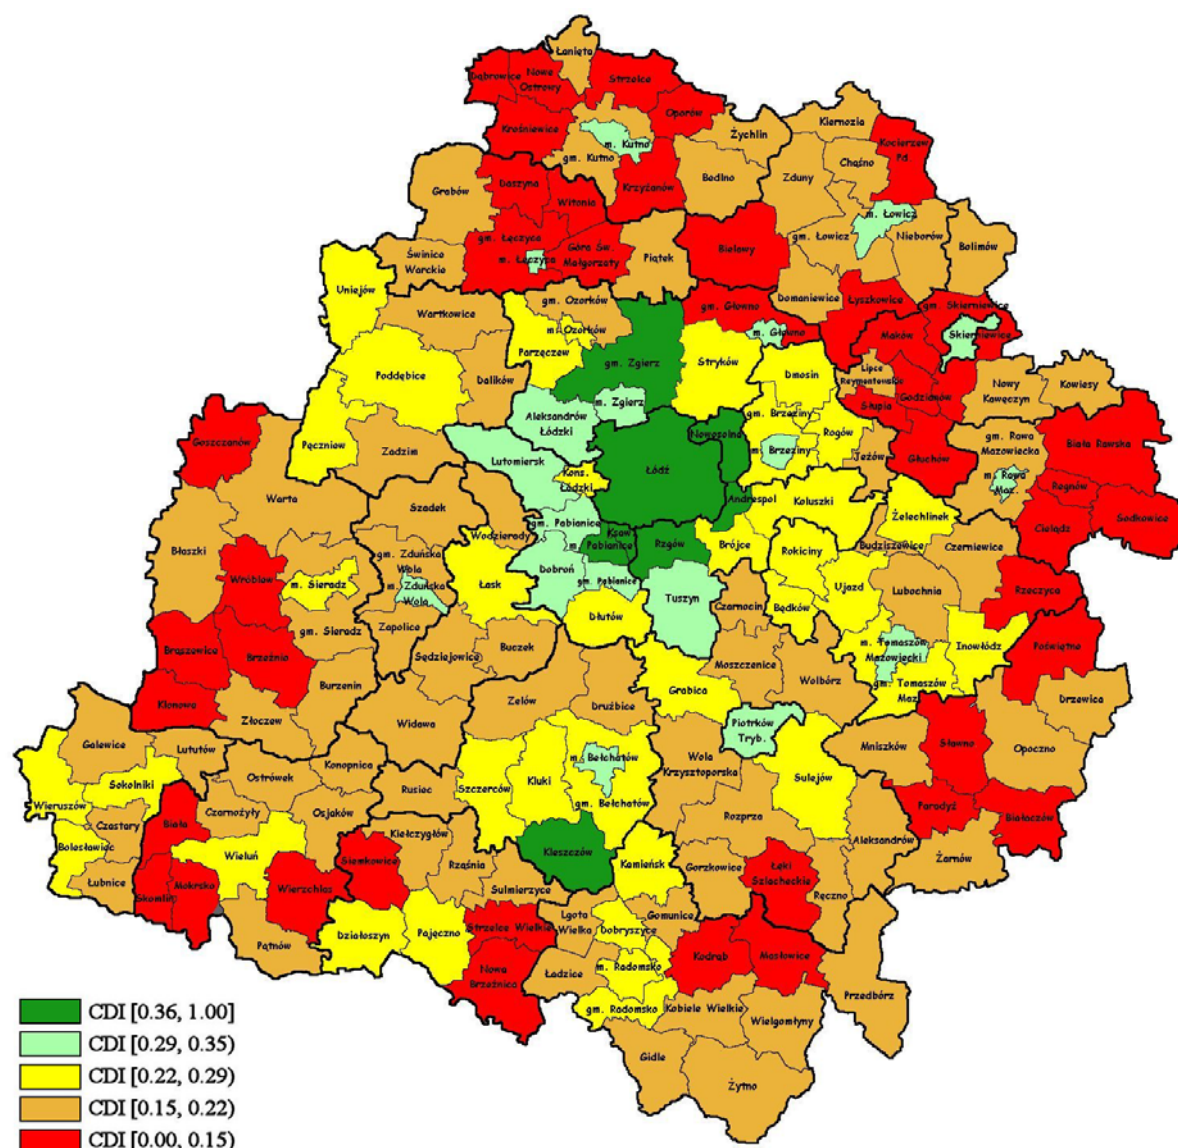 Łanięta
Dąbrowice
Nowe
Ostrowy
Strzelce
Oporów
Krośniewice
m. Kutno
gm. Kutno
Żychlin
Kiernozia
Kocierzew
Pd.
Chąśno
Zduny
Bedlno
Krzyżanów
Daszyna
Witonia
Grabów
m. Łowicz
gm. Łowicz
Nieborów
Bolimów
gm. Łęczyca
m. Łęczyca
Góra Św.
Małgorzaty
Piątek
Bielawy
Świnice
Warckie
Uniejów
Domaniewice
Łyszkowice
gm. Skierniewice
Skierniewice
Maków
gm. Ozorków
m. Ozorków
gm. Głowno
m. Głowno
Wartkowice
Parzęczew
gm. Zgierz
Stryków
Dmosin
Lipce
Reymontowskie
Godzianów
Nowy
Kawęczyn
Kowiesy
Poddębice
Dalików
m. Zgierz
Aleksandrów
Łódzki
Słupia
gm. Brzeziny
m.
Brzeziny
Rogów
Jeżów
Głuchów
gm. Rawa
Mazowiecka
m. Rawa
Maz.
Biała Rawska
Regnów
Sadkowice
Cielądz
Goszczanów
Pęczniew
Zadzim
Lutomiersk
Kons.
Łódzki
Łódź
Nowosolna
Andrespol
Koluszki
Żelechlinek
Warta
Szadek
Wodzierady
gm. Pabianice
m.
Pabianice
Ksaw
Rzgów
Brójce
Rokiciny
Budziszewice
Czerniewice
Błaszki
gm. Zduńska
Wola
m. Zduńska
Wola
Dobroń
gm. Pabianice
Tuszyn
Ujazd
Lubochnia
Rzeczyca
Wróblew
m. Sieradz
Łask
Dłutów
Czarnocin
Będków
gm. Sieradz
Zapolice
Buczek
Sędziejowice
m. Tomaszów
Mazowiecki
gm. Tomaszów
Maz.
Inowłódz
Poświętne
Brąszewice
Brzeźnio
Burzenin
Moszczenice
Wolbórz
Grabica
Klonowa
Złoczew
Widawa
Zelów
Drużbice
Drzewica
Piotrków
Tryb.
Galewice
Lututów
Konopnica
Ostrówek
Sokolniki
Wieruszów
m. Bełchatów
Kluki
Szczerców
gm. Bełchatów
Wola
Krzysztoporska
Sulejów
Mniszków
Sławno
Opoczno
Rusiec
Czarnożyły
Osjaków
Czastary
Biała
Bolesławiec
Rozprza
Paradyż
Białaczów
Aleksandrów
Żarnów
Kiełczygłów
Wieluń
Siemkowice
Rząśnia
Kleszczów
Kamieńsk
Gorzkowice
Łęki
Szlacheckie
Ręczno
Łubnice
Skomlin
Mokrsko
Wierzchlas
Sulmierzyce
Pątnów
Działoszyn
Pajęczno
Strzelce Wielkie
Lgota
Wielka
Gomunice
Dobryszyce
Nowa
Brzeźnica
Ładzice
m. Radomsko
gm. Radomsko
Kodrąb
Masłowice
Kobiele Wielkie
Wielgomłyny
Przedbórz
Gidle
Żytno
CDI [0.36, 1.00]
CDI [0.29, 0.35)
CDI [0.22, 0.29)
CDI [0.15, 0.22)
CDI [0.00, 0.15)